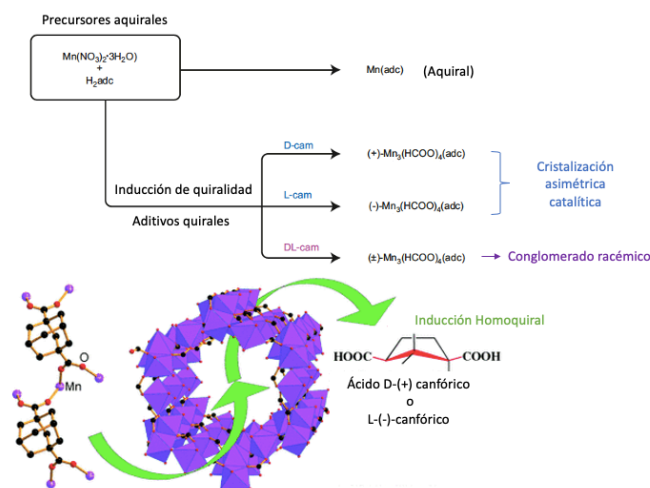 Precursores aquirales
Mn(NO3)2·3H2O)
+
H2adc
Mn(adc) (Aquiral)
D-cam
(+)-Mn3(HCOO)4(adc)
Inducción de quiralidad
L-cam
(-)-Mn3(HCOO)4(adc)
Aditivos quirales
Cristalización
asimétrica
catalítica
DL-cam
(±)-Mn3(HCOO)4(adc)
Conglomerado racémico
Inducción Homoquiral
O
Mn
HOOC
COOH
Ácido D-(+) canfórico
o
L-(-)-canfórico